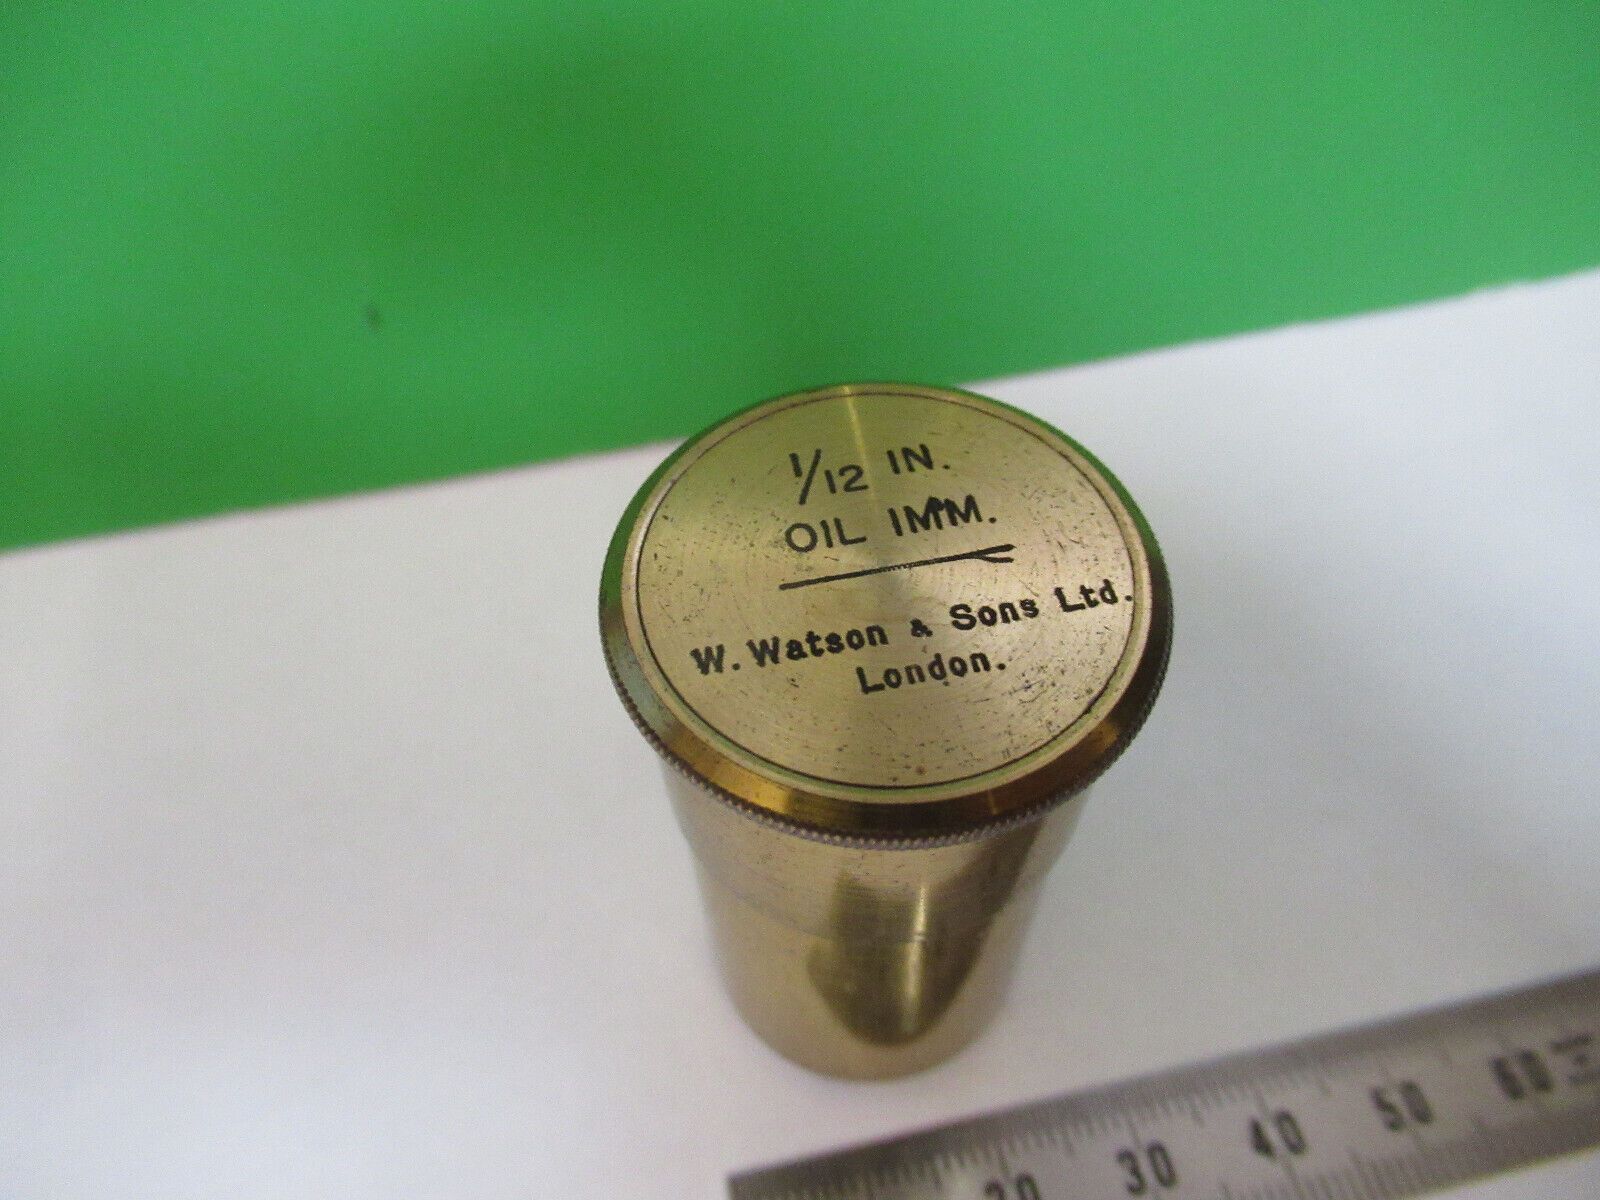 1/12 IN.
OIL IMM.
W. Watson & Sons Ltd.
London.
20 30 40 50 60